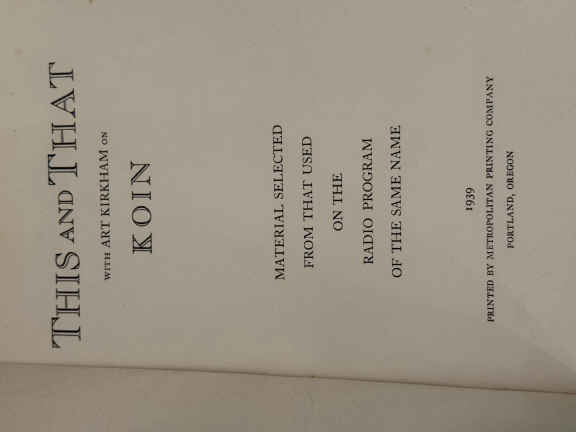 THIS AND THAT
WITH ART KIRKHAM ON
KOIN
MATERIAL SELECTED
FROM THAT USED
ON THE
RADIO PROGRAM
OF THE SAME NAME
1939
PRINTED BY METROPOLITAN PRINTING COMPANY
PORTLAND, OREGON